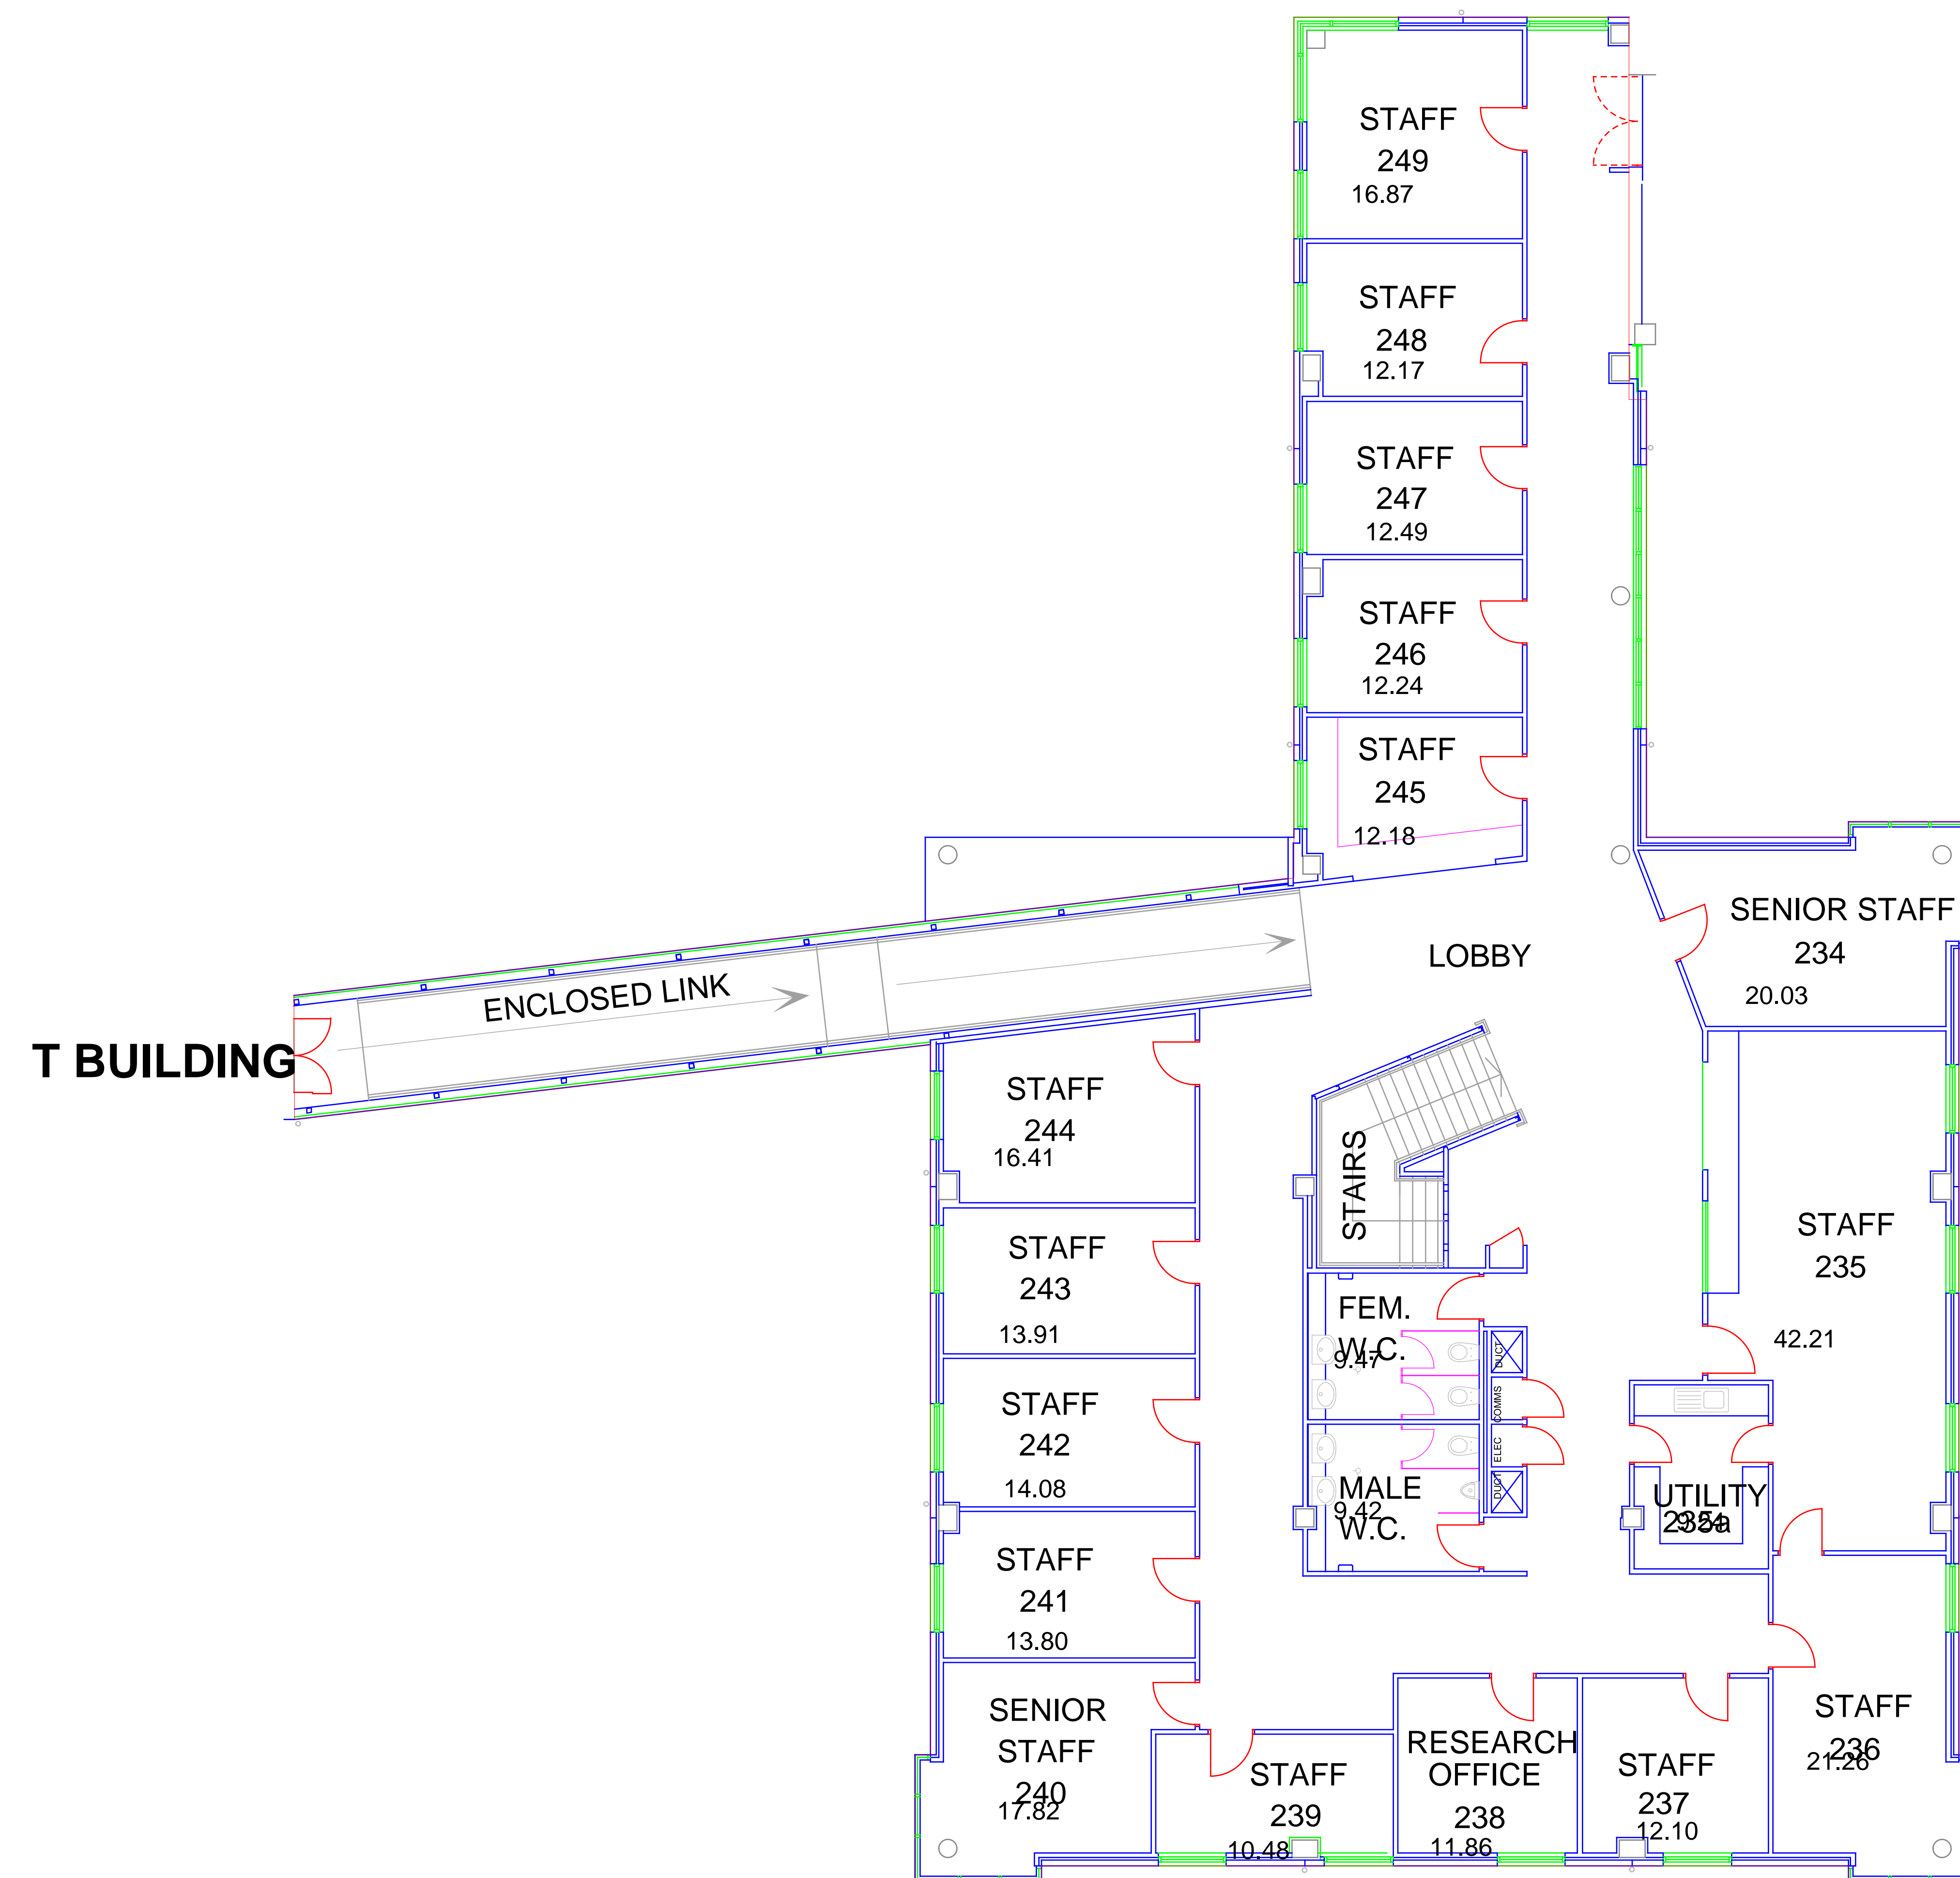 STAFF
249
16.87
STAFF
248
12.17
STAFF
247
12.49
STAFF
246
12.24
STAFF
245
12.18
SENIOR STAFF
234
20.03
LOBBY
ENCLOSED LINK
T BUILDING
STAFF
244
16.41
STAIRS
STAFF
235
42.21
STAFF
243
13.91
FEM.
W.C.
9.47
DUCT
COMMS
STAFF
242
14.08
ELEC
DUCT
MALE
9.42
W.C.
UTILITY
235a
9.24
STAFF
241
13.80
SENIOR
STAFF
240
17.82
STAFF
239
10.48
RESEARCH
OFFICE
238
11.86
STAFF
237
12.10
STAFF
236
21.26